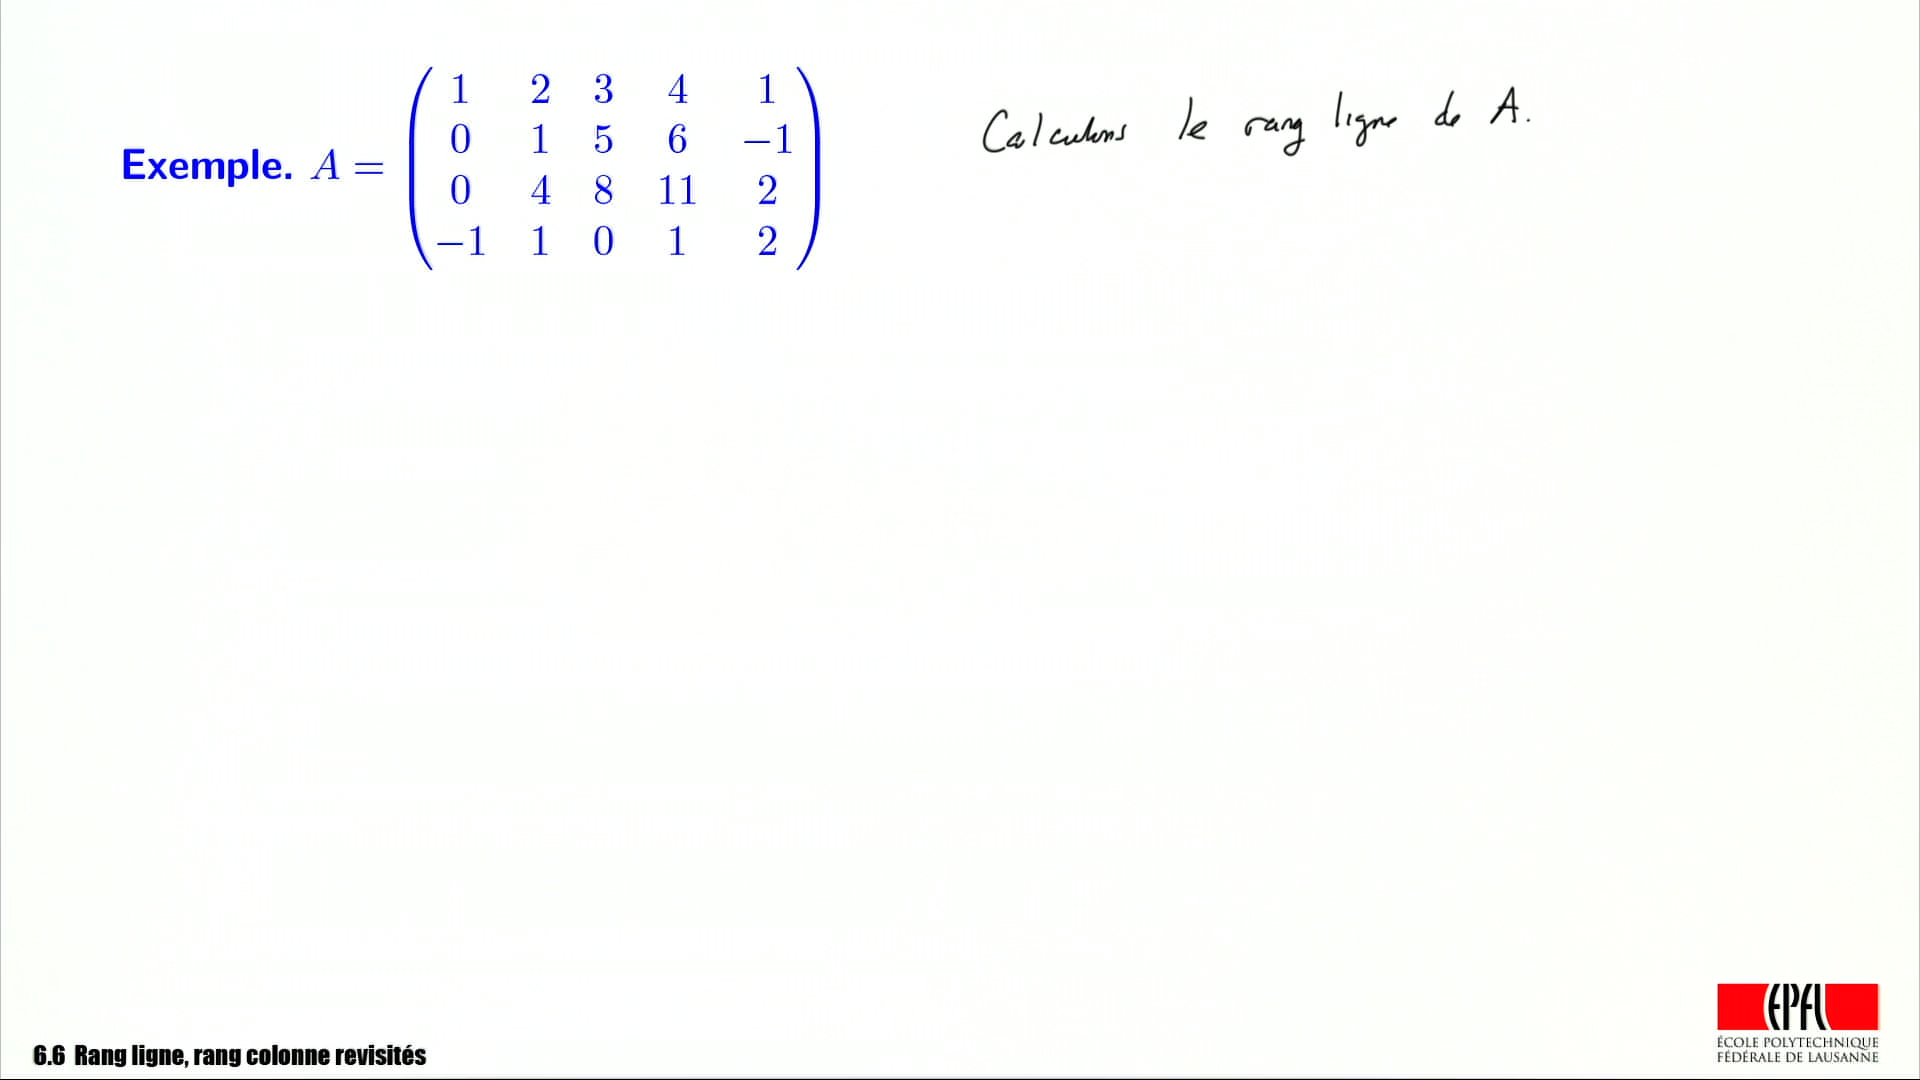 Exemple. A =
1 2 3 4 1
0 1 5 6 −1
0 4 8 11 2
−1 1 0 1 2
Calculons le rang ligne de A.
EPFL
ÉCOLE POLYTECHNIQUE
FÉDÉRALE DE LAUSANNE
6.6 Rang ligne, rang colonne revisités